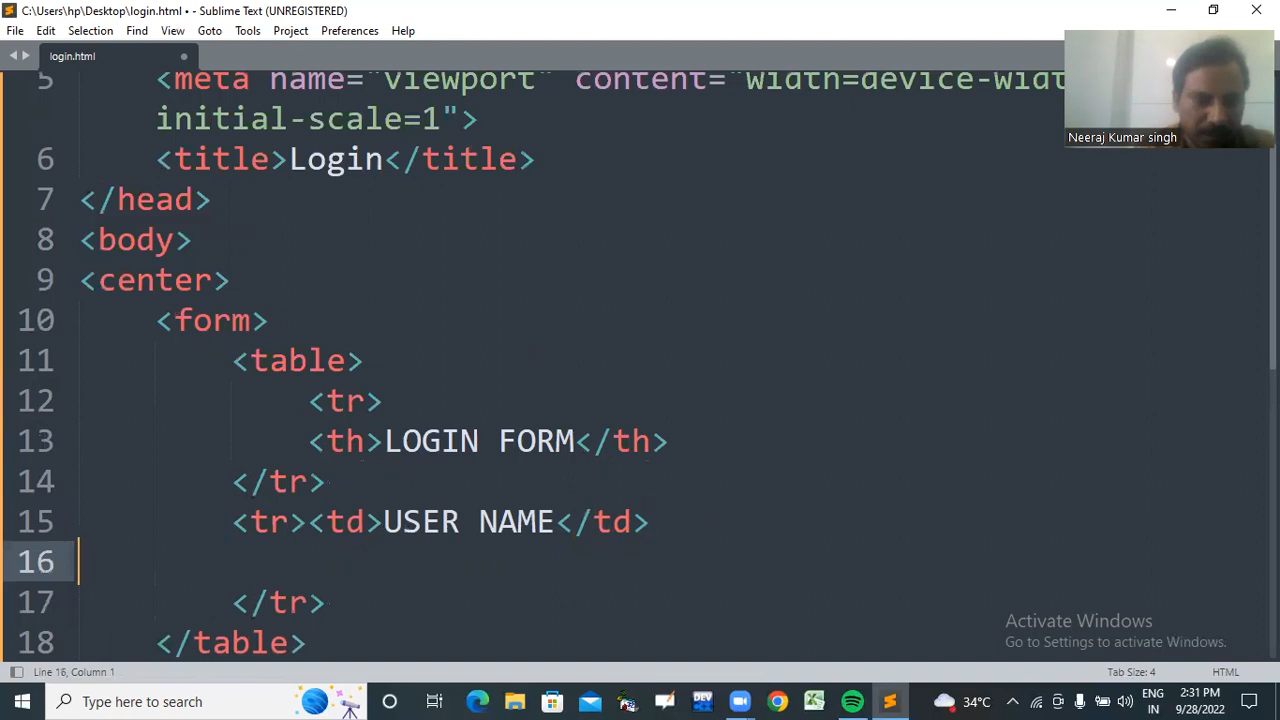 C:\Users\hp\Desktop\login.html • - Sublime Text (UNREGISTERED)
File Edit Selection Find View Goto Tools Project Preferences Help
login.html
5 <meta name="viewport" content="width=device-widt
initial-scale=1">
6 <title>Login</title>
7 </head>
8 <body>
9 <center>
10 <form>
11 <table>
12 <tr>
13 <th>LOGIN FORM</th>
14 </tr>
15 <tr><td>USER NAME</td>
16
17 </tr>
18 </table>
Neeraj Kumar singh
Activate Windows
Go to Settings to activate Windows.
Line 16, Column 1
Tab Size: 4
HTML
Type here to search
DEV
34°C
ENG
IN
2:31 PM
9/28/2022